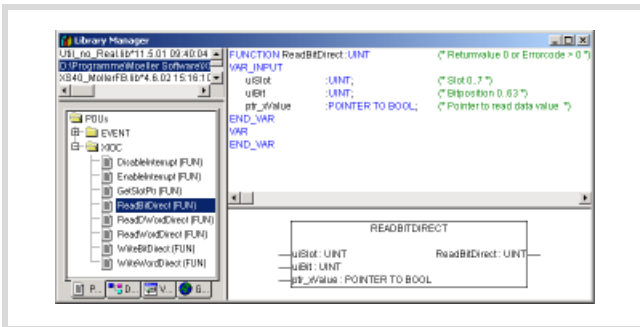 Library Manager
Util_no_Real.lib*11.5.01 09:40:04
D:\Programme\Moeller Software\XC
XS40_MoellerFB.lib*4.6.02 15:16:1
POUs
EVENT
XIOC
DisableInterrupt (FUN)
EnableInterrupt (FUN)
GetSlotPtr (FUN)
ReadBitDirect (FUN)
ReadDWordDirect (FUN)
ReadWordDirect (FUN)
WriteBitDirect (FUN)
WriteWordDirect (FUN)
P...
D...
V...
G...
FUNCTION ReadBitDirect:UINT (* Returnvalue 0 or Errorcode > 0 *)
VAR_INPUT
uiSlot :UINT; (* Slot 0..7 *)
uiBit :UINT; (* Bitposition 0..63 *)
ptr_xValue :POINTER TO BOOL; (* Pointer to read data value *)
END_VAR
VAR
END_VAR
READBITDIRECT
uiSlot : UINT ReadBitDirect : UINT
uiBit : UINT
ptr_xValue : POINTER TO BOOL